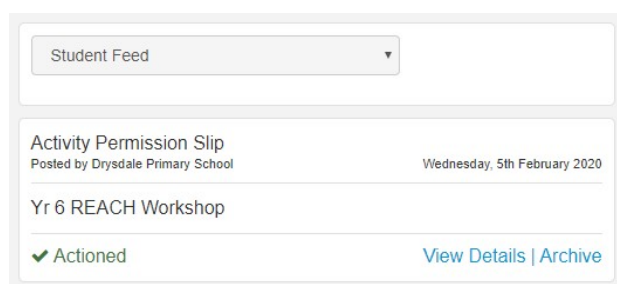 Student Feed
Activity Permission Slip
Posted by Drysdale Primary School
Wednesday, 5th February 2020
Yr 6 REACH Workshop
✔ Actioned
View Details | Archive